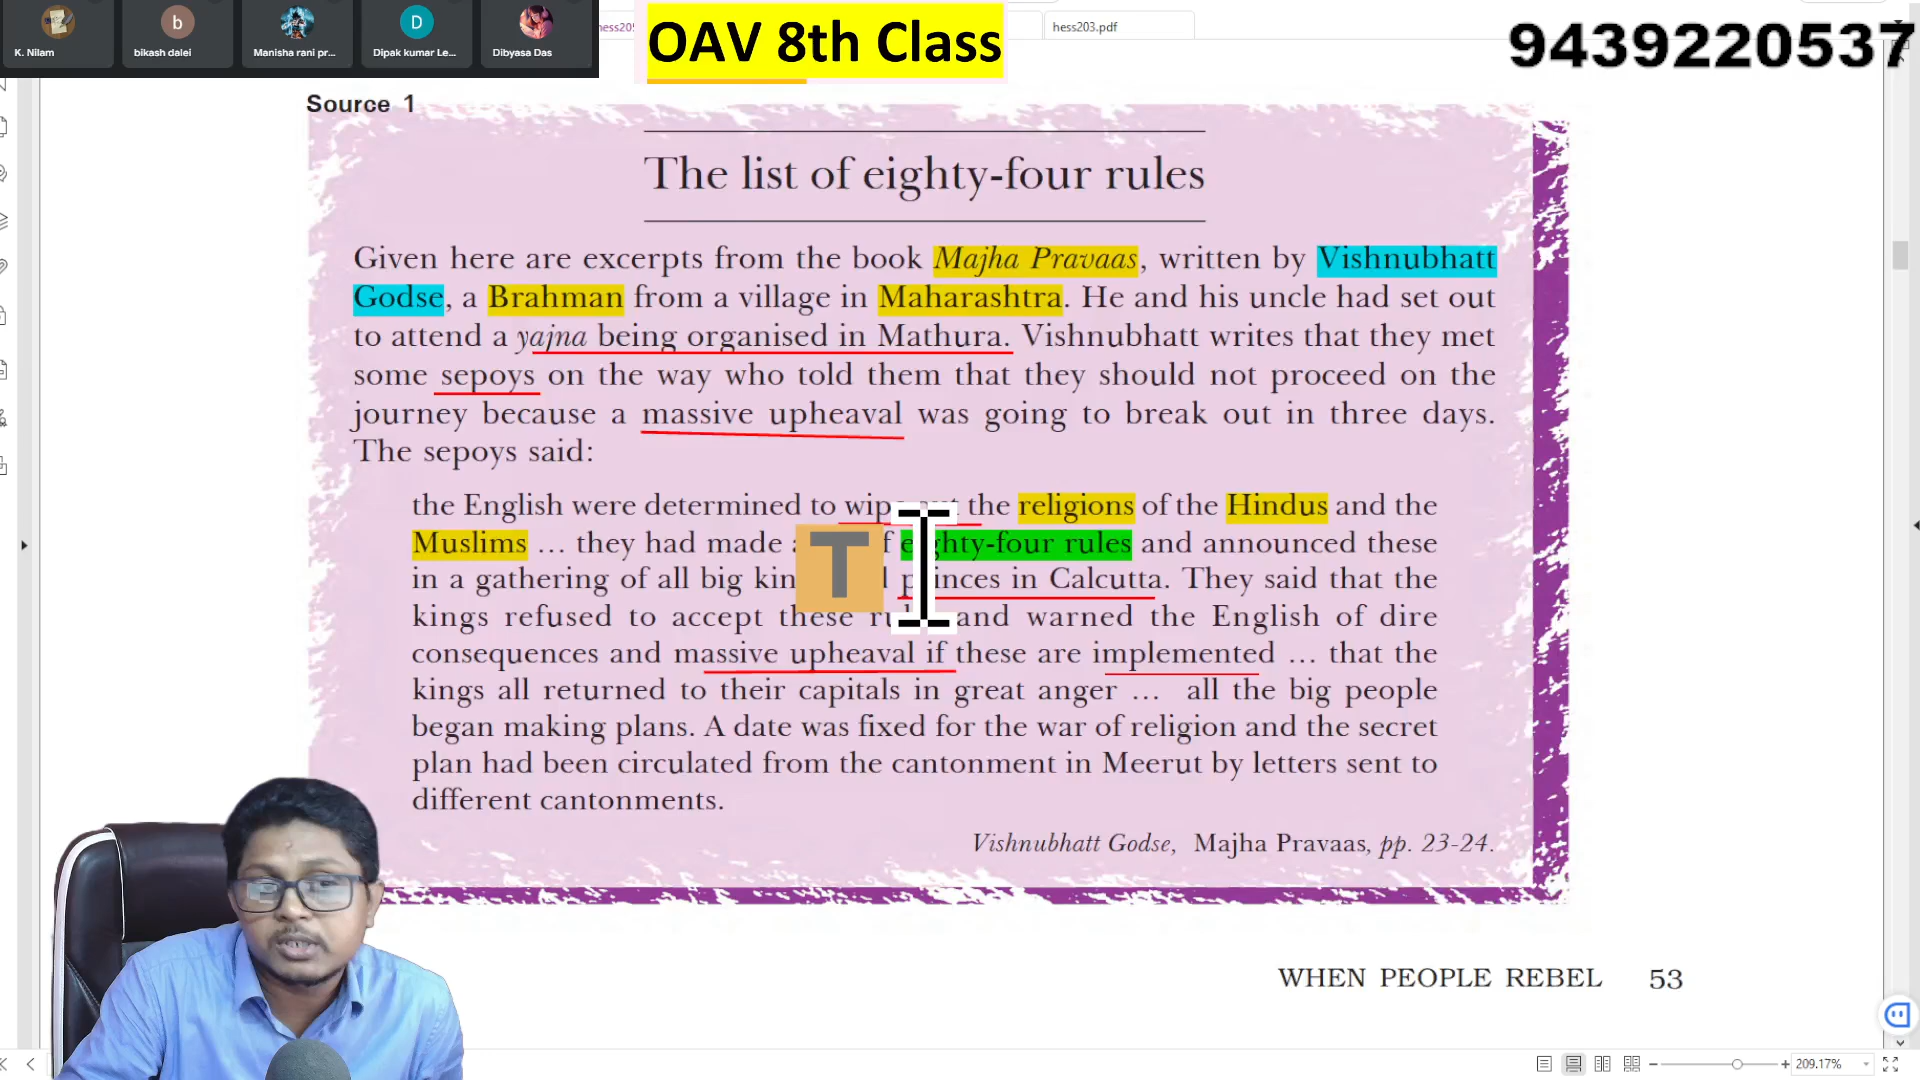 K. Nilam
b
bikash dalei
Manisha rani pr...
D
Dipak kumar Le...
Dibyasa Das
OAV 8th Class
hess203.pdf
9439220537
Source 1
The list of eighty-four rules
Given here are excerpts from the book Majha Pravaas, written by Vishnubhatt
Godse, a Brahman from a village in Maharashtra. He and his uncle had set out
to attend a yajna being organised in Mathura. Vishnubhatt writes that they met
some sepoys on the way who told them that they should not proceed on the
journey because a massive upheaval was going to break out in three days.
The sepoys said:
the English were determined to the religions of the Hindus and the
Muslims ... they had made eighty-four rules and announced these
in a gathering of all big princes in Calcutta. They said that the
kings refused to accept these and warned the English of dire
consequences and massive upheaval if these are implemented ... that the
kings all returned to their capitals in great anger ... all the big people
began making plans. A date was fixed for the war of religion and the secret
plan had been circulated from the cantonment in Meerut by letters sent to
different cantonments.
Vishnubhatt Godse, Majha Pravaas, pp. 23-24.
T
WHEN PEOPLE REBEL 53
209.17%